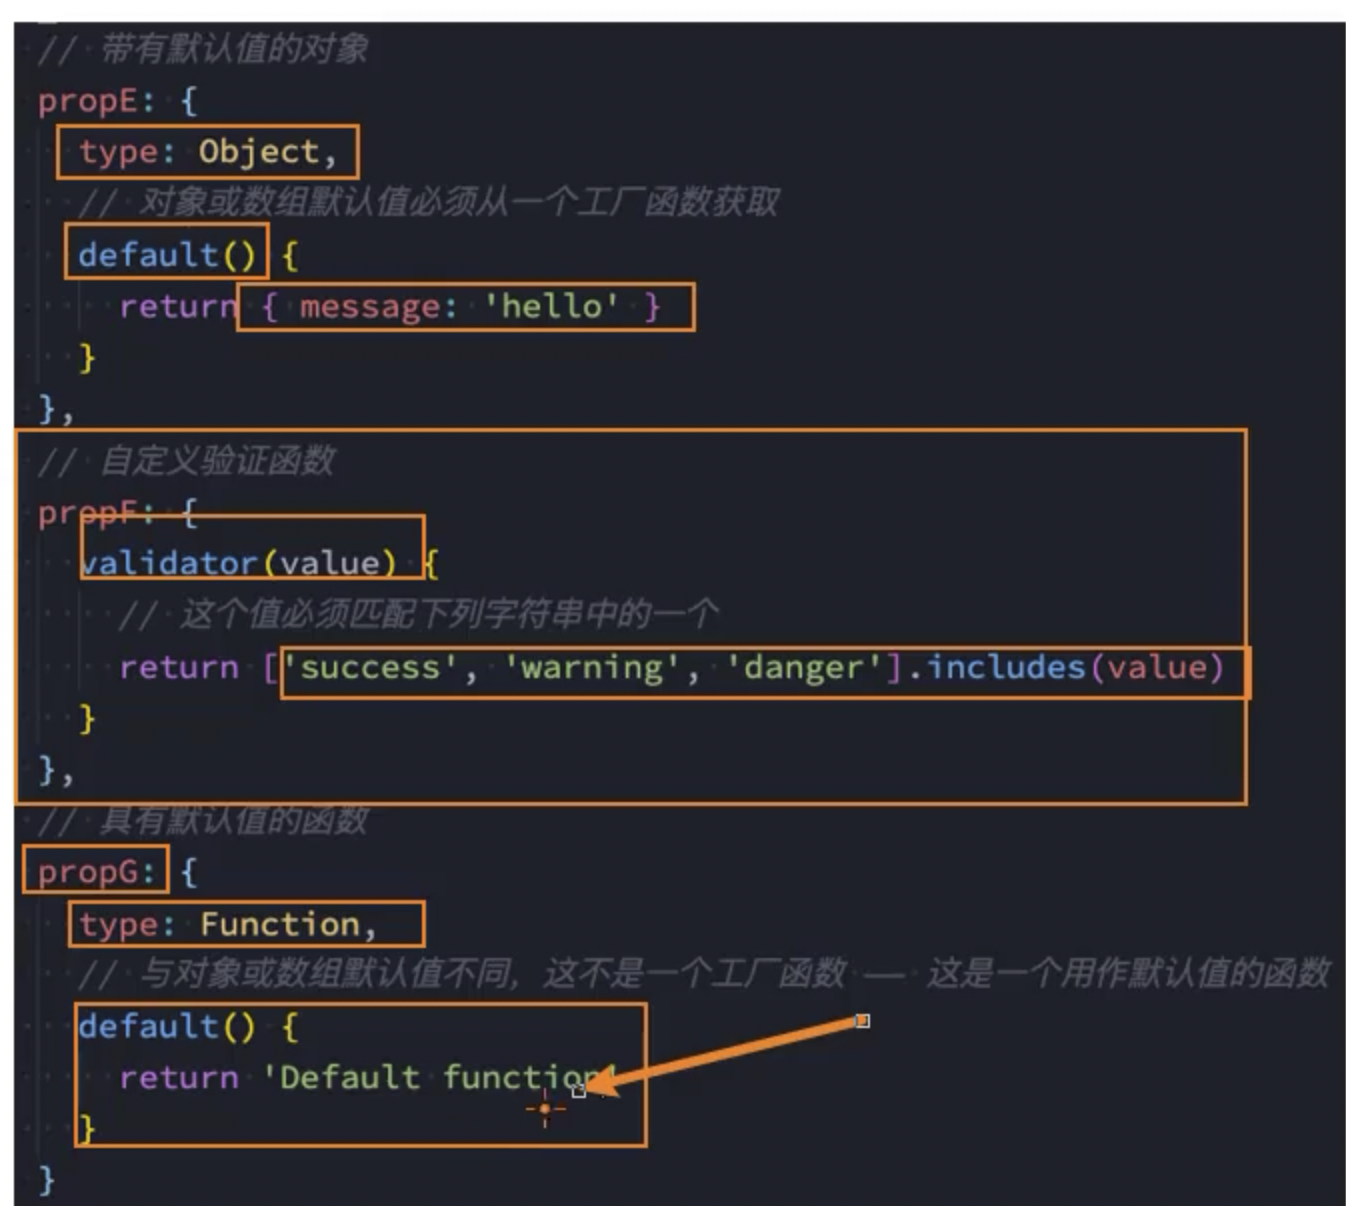 // 带有默认值的对象
propE: {
type: Object,
// 对象或数组默认值必须从一个工厂函数获取
default() {
return { message: 'hello' }
}
},
// 自定义验证函数
propF: {
validator(value) {
// 这个值必须匹配下列字符串中的一个
return ['success', 'warning', 'danger'].includes(value)
}
},
// 具有默认值的函数
propG: {
type: Function,
// 与对象或数组默认值不同，这不是一个工厂函数 —— 这是一个用作默认值的函数
default() {
return 'Default function'
}
}